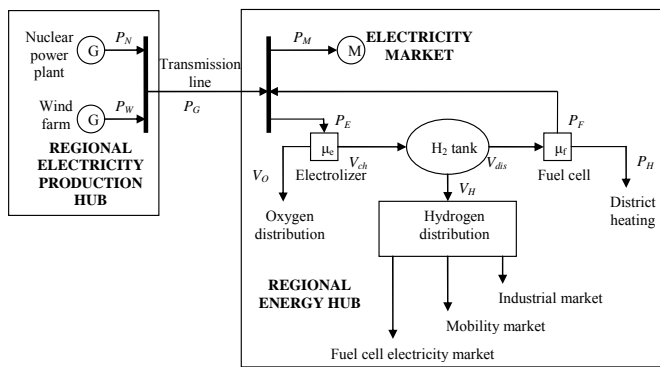 Nuclear
power
plant
G
P_N
Wind
farm
G
P_W
REGIONAL
ELECTRICITY
PRODUCTION
HUB
Transmission
line
P_G
P_M
M
ELECTRICITY
MARKET
P_E
μ_e
Electrolizer
V_O
Oxygen
distribution
V_ch
H₂ tank
V_dis
V_H
μ_f
Fuel cell
P_F
P_H
District
heating
Hydrogen
distribution
REGIONAL
ENERGY HUB
Industrial market
Mobility market
Fuel cell electricity market